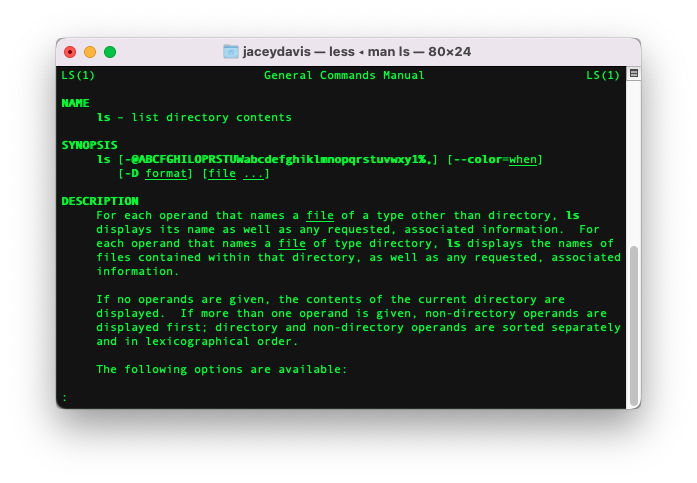 jaceydavis — less ◂ man ls — 80×24
LS(1) General Commands Manual LS(1)
NAME
ls – list directory contents
SYNOPSIS
ls [-@ABCFGHILOPRSTUWabcdefghiklmnopqrstuvwxy1%,] [--color=when]
[-D format] [file ...]
DESCRIPTION
For each operand that names a file of a type other than directory, ls
displays its name as well as any requested, associated information. For
each operand that names a file of type directory, ls displays the names of
files contained within that directory, as well as any requested, associated
information.
If no operands are given, the contents of the current directory are
displayed. If more than one operand is given, non-directory operands are
displayed first; directory and non-directory operands are sorted separately
and in lexicographical order.
The following options are available:
: